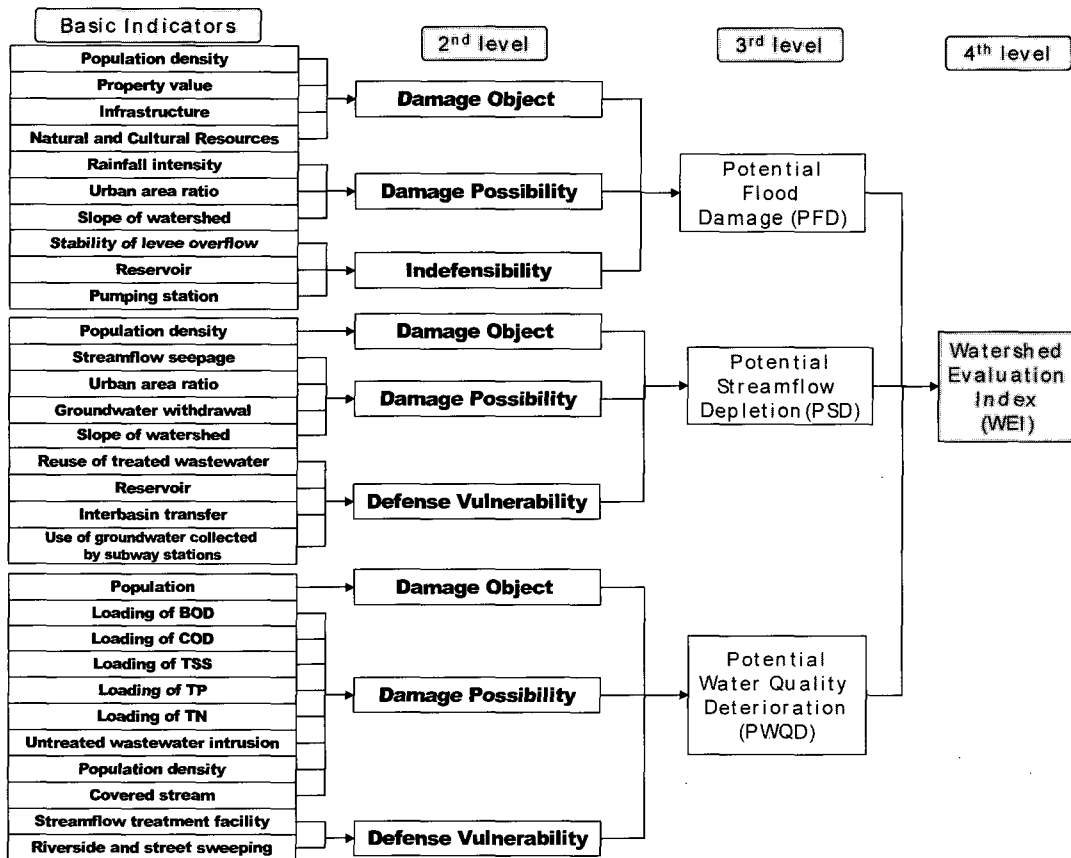 Basic Indicators
2nd level
3rd level
4th level
Population density
Property value
Infrastructure
Natural and Cultural Resources
Rainfall intensity
Urban area ratio
Slope of watershed
Stability of levee overflow
Reservoir
Pumping station
Damage Object
Damage Possibility
Indefensibility
Potential
Flood
Damage (PFD)
Population density
Streamflow seepage
Urban area ratio
Groundwater withdrawal
Slope of watershed
Reuse of treated wastewater
Reservoir
Interbasin transfer
Use of groundwater collected
by subway stations
Damage Object
Damage Possibility
Defense Vulnerability
Potential
Streamflow
Depletion (PSD)
Watershed
Evaluation
Index
(WEI)
Population
Loading of BOD
Loading of COD
Loading of TSS
Loading of TP
Loading of TN
Untreated wastewater intrusion
Population density
Covered stream
Streamflow treatment facility
Riverside and street sweeping
Damage Object
Damage Possibility
Defense Vulnerability
Potential
Water Quality
Deterioration
(PWQD)